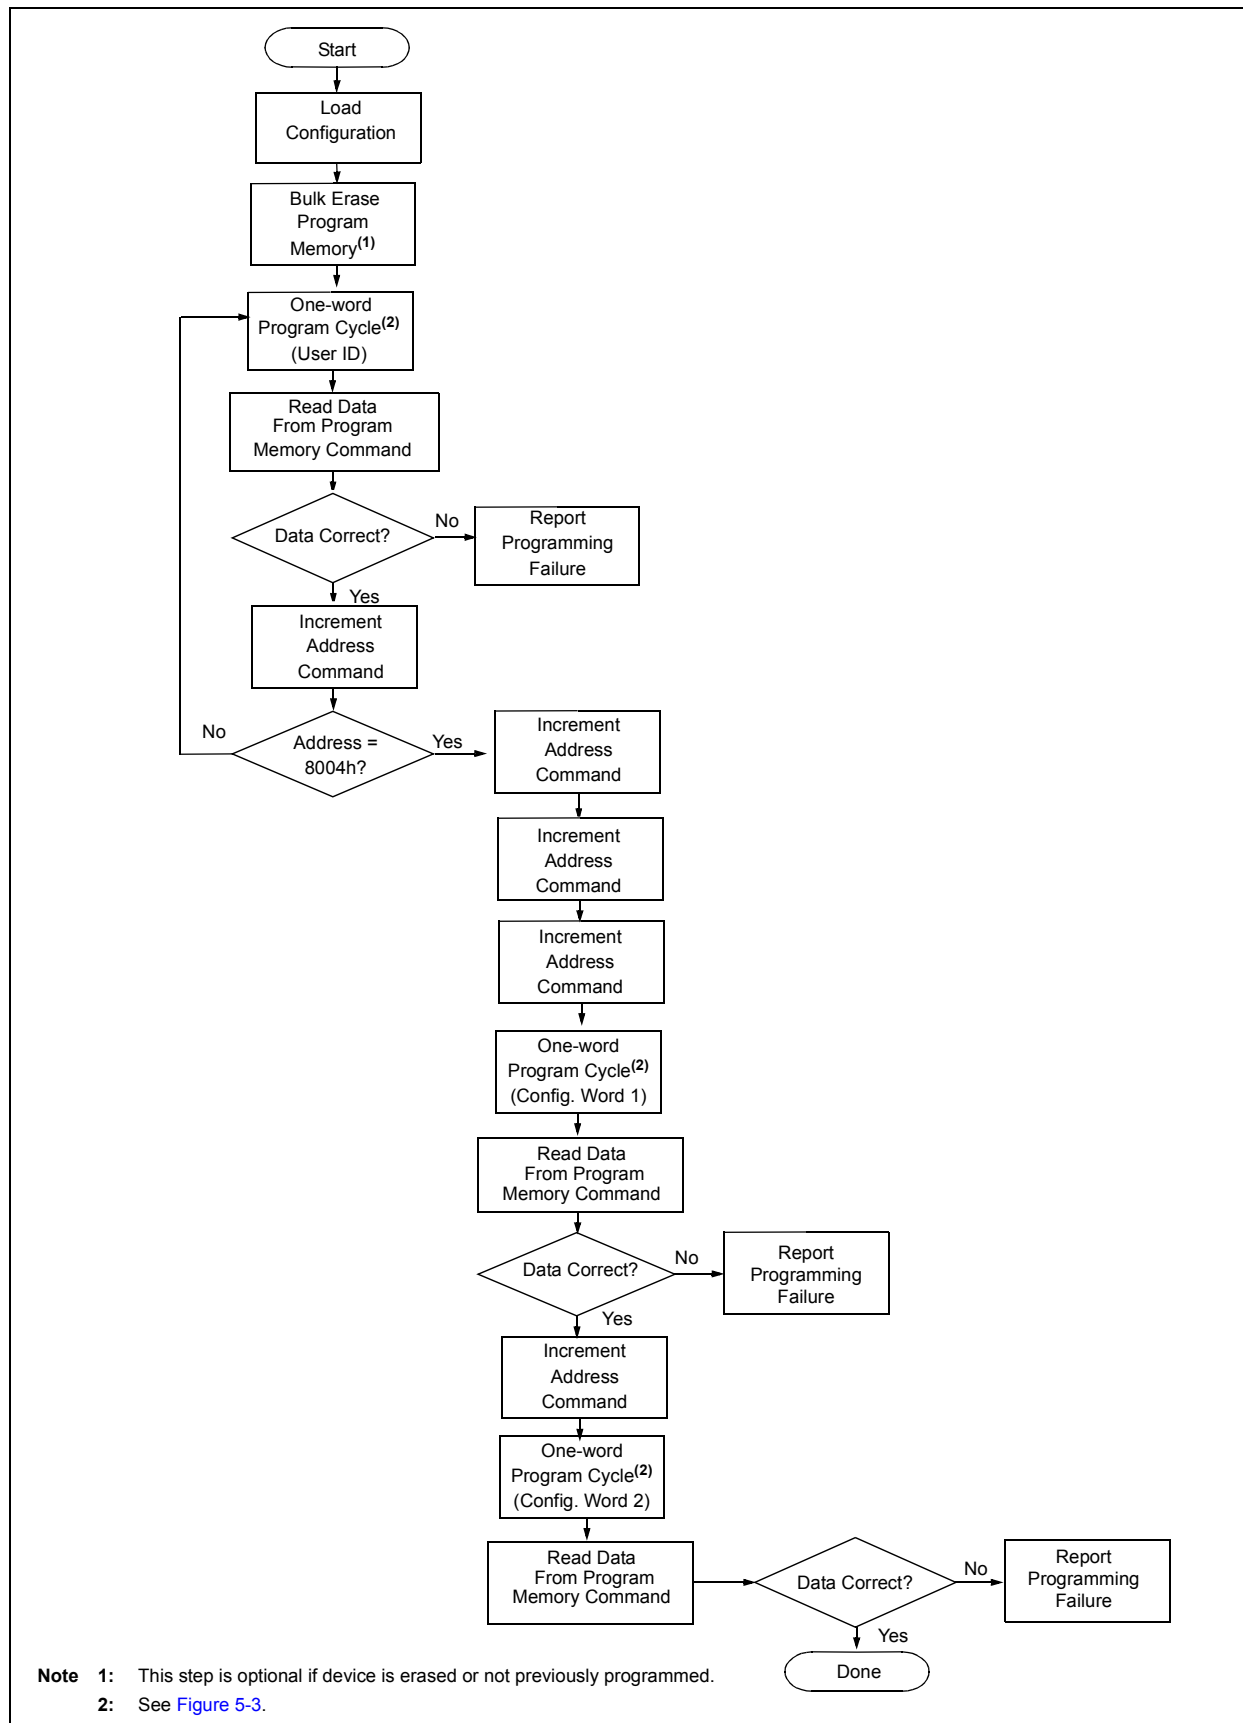 Start
Load
Configuration
Bulk Erase
Program
Memory(1)
One-word
Program Cycle(2)
(User ID)
Read Data
From Program
Memory Command
Data Correct?
No
Report
Programming
Failure
Yes
Increment
Address
Command
No
Address =
8004h?
Yes
Increment
Address
Command
Increment
Address
Command
Increment
Address
Command
One-word
Program Cycle(2)
(Config. Word 1)
Read Data
From Program
Memory Command
Data Correct?
No
Report
Programming
Failure
Yes
Increment
Address
Command
One-word
Program Cycle(2)
(Config. Word 2)
Read Data
From Program
Memory Command
Data Correct?
No
Report
Programming
Failure
Yes
Done
Note 1: This step is optional if device is erased or not previously programmed.
2: See Figure 5-3.